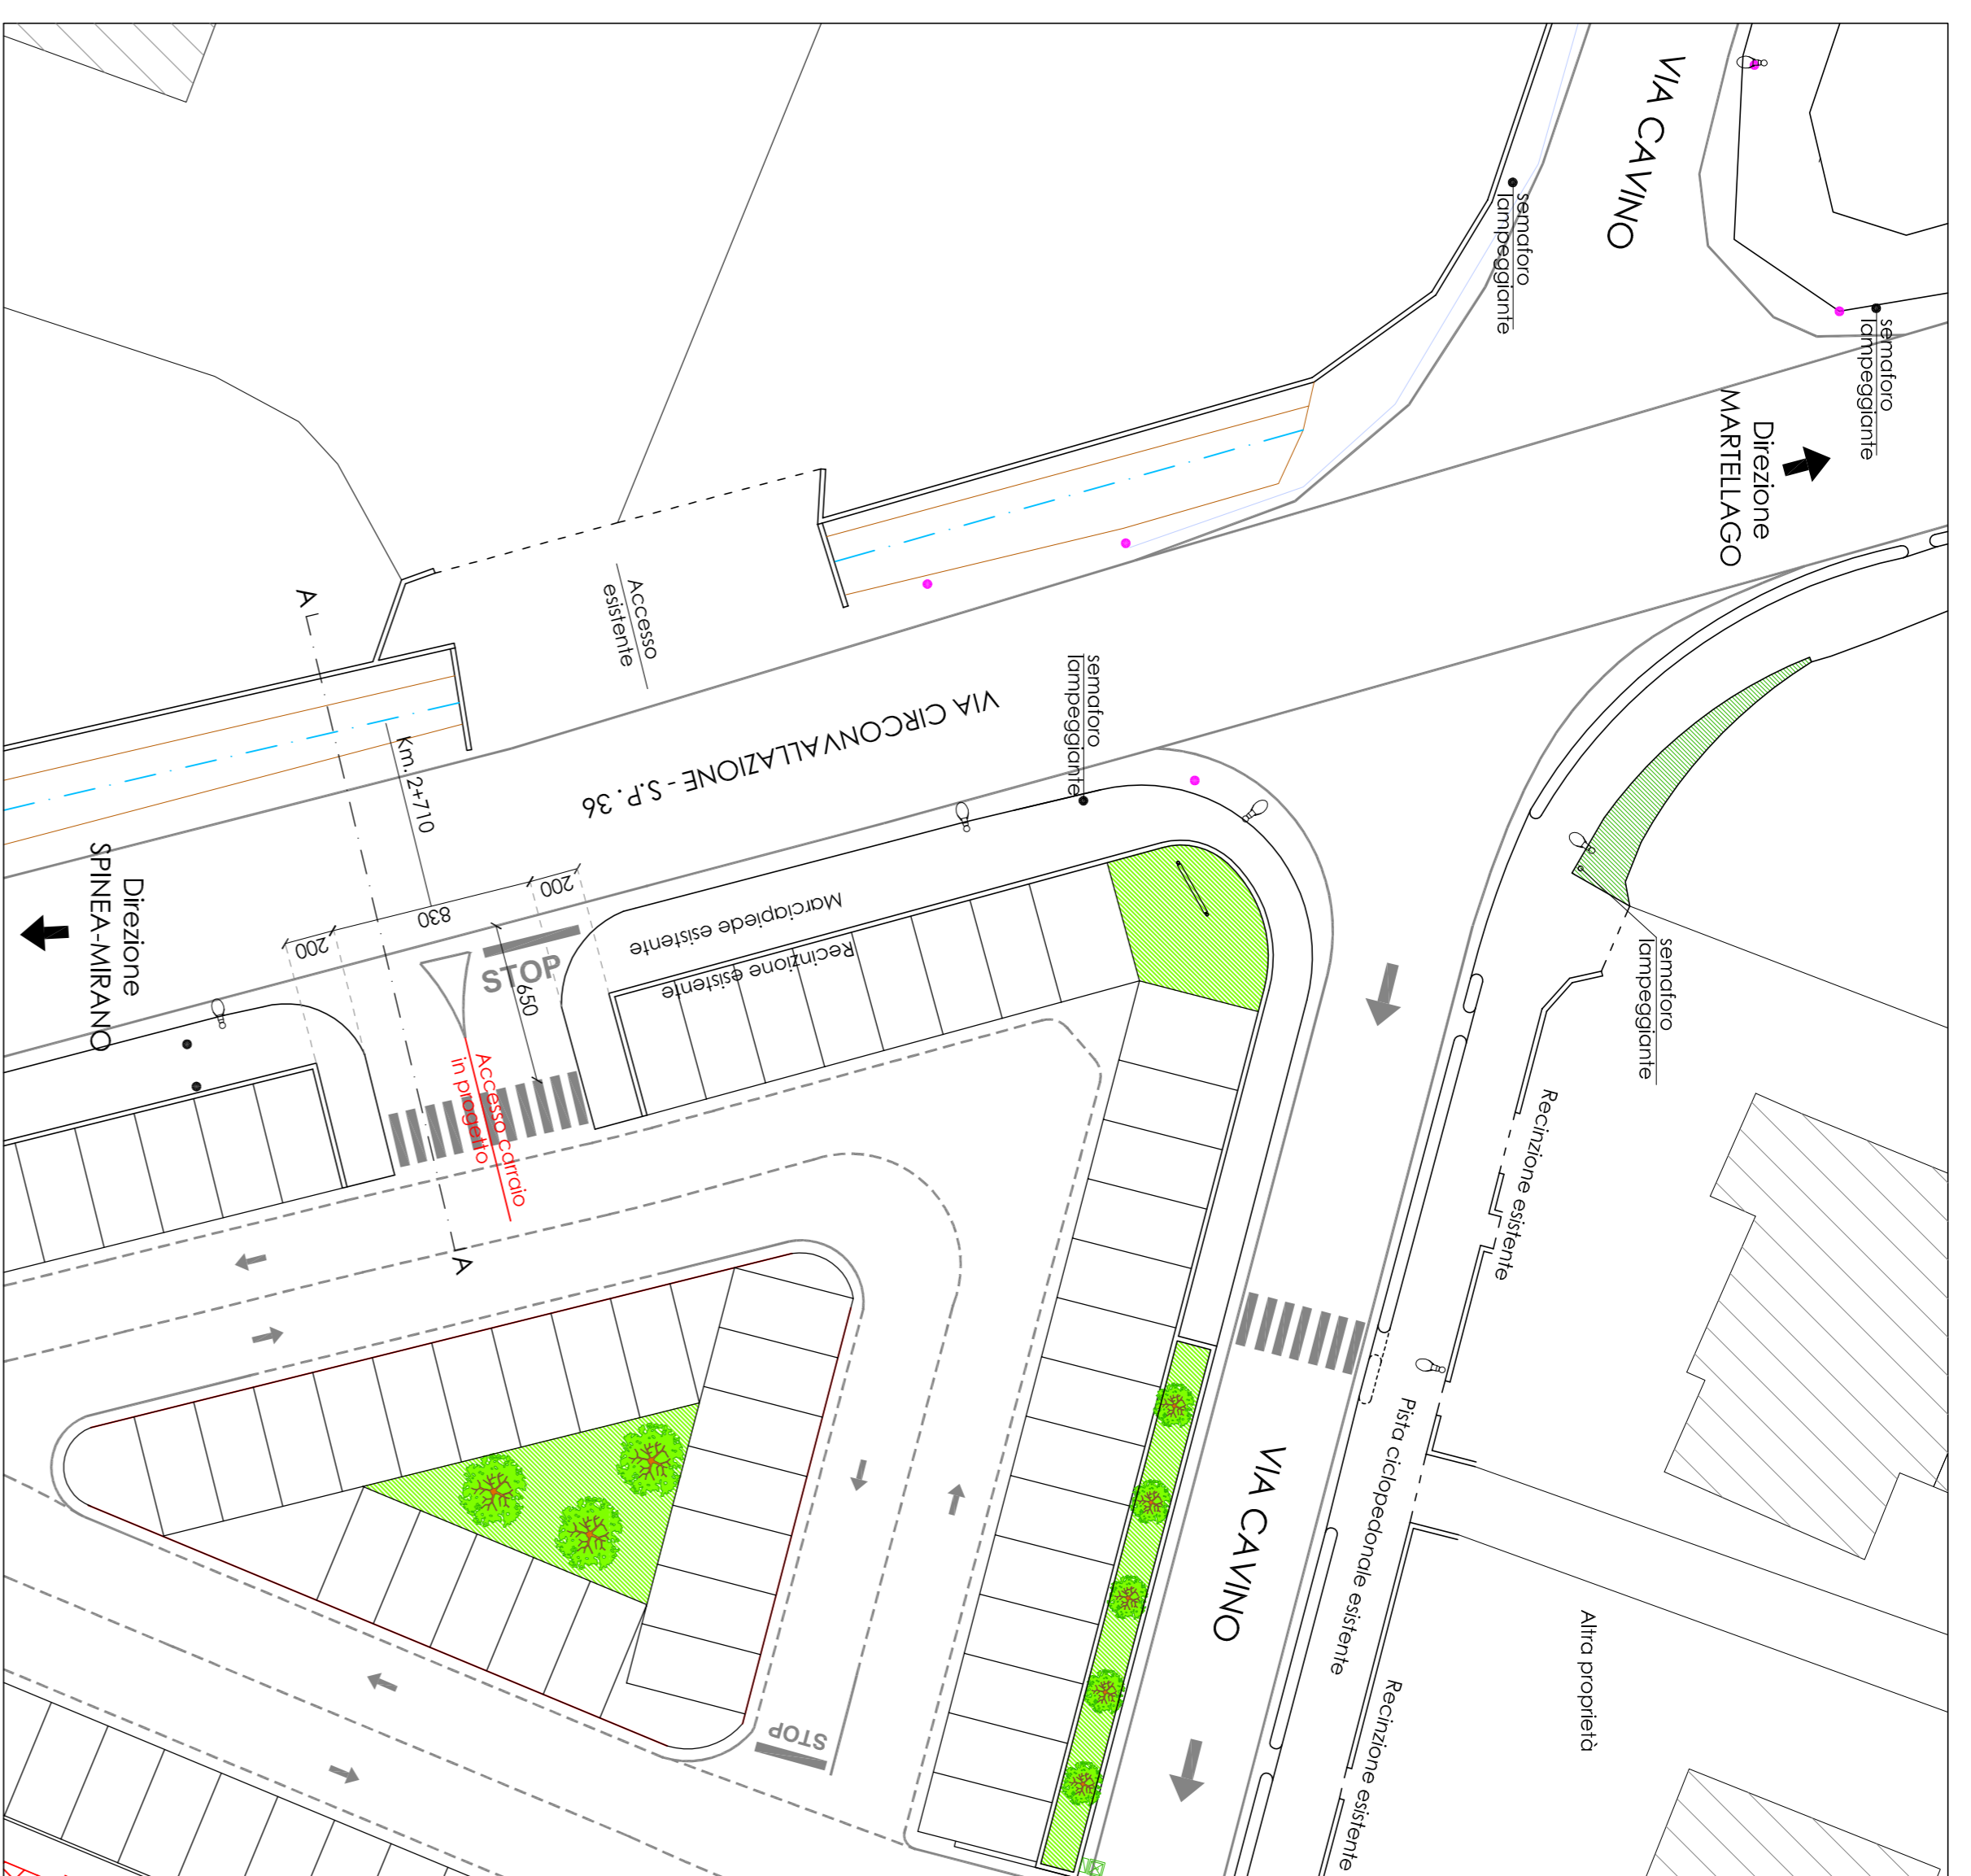 VIA CAVINO
semaforo
lampeggiante
semaforo
lampeggiante
Direzione
MARTELLAGO
Accesso
esistente
A
semaforo
lampeggiante
VIA CIRCONVALLAZIONE - S.P. 36
Km. 2+710
Direzione
SPINEA-MIRANO
200
830
200
Marciapiede esistente
Recinzione esistente
STOP
650
semaforo
lampeggiante
Accesso carraio
in progetto
A
Recinzione esistente
Pista ciclopedonale esistente
VIA CAVINO
Altra proprietà
Recinzione esistente
STOP